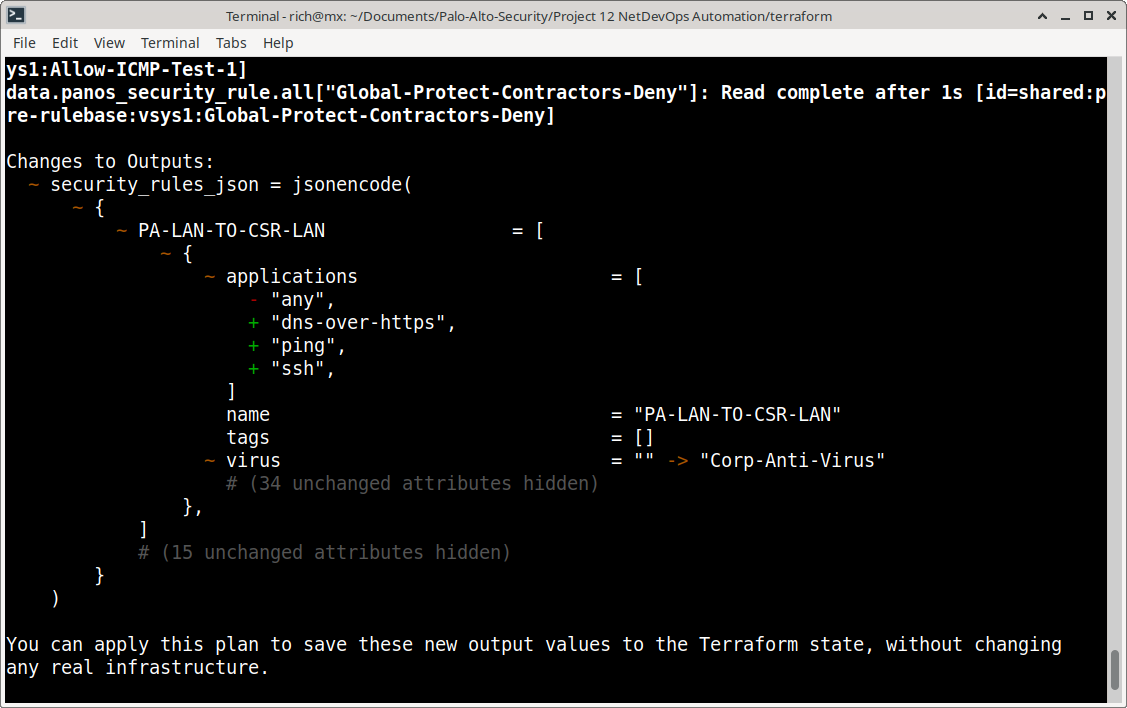 Terminal - rich@mx: ~/Documents/Palo-Alto-Security/Project 12 NetDevOps Automation/terraform
File Edit View Terminal Tabs Help
ys1:Allow-ICMP-Test-1]
data.panos_security_rule.all["Global-Protect-Contractors-Deny"]: Read complete after 1s [id=shared:p
re-rulebase:vsys1:Global-Protect-Contractors-Deny]
Changes to Outputs:
  ~ security_rules_json = jsonencode(
      ~ {
          ~ PA-LAN-TO-CSR-LAN                 = [
              ~ {
                  ~ applications                       = [
                      - "any",
                      + "dns-over-https",
                      + "ping",
                      + "ssh",
                    ]
                    name                               = "PA-LAN-TO-CSR-LAN"
                    tags                               = []
                  ~ virus                              = "" -> "Corp-Anti-Virus"
                    # (34 unchanged attributes hidden)
                },
            ]
            # (15 unchanged attributes hidden)
        }
    )
You can apply this plan to save these new output values to the Terraform state, without changing
any real infrastructure.